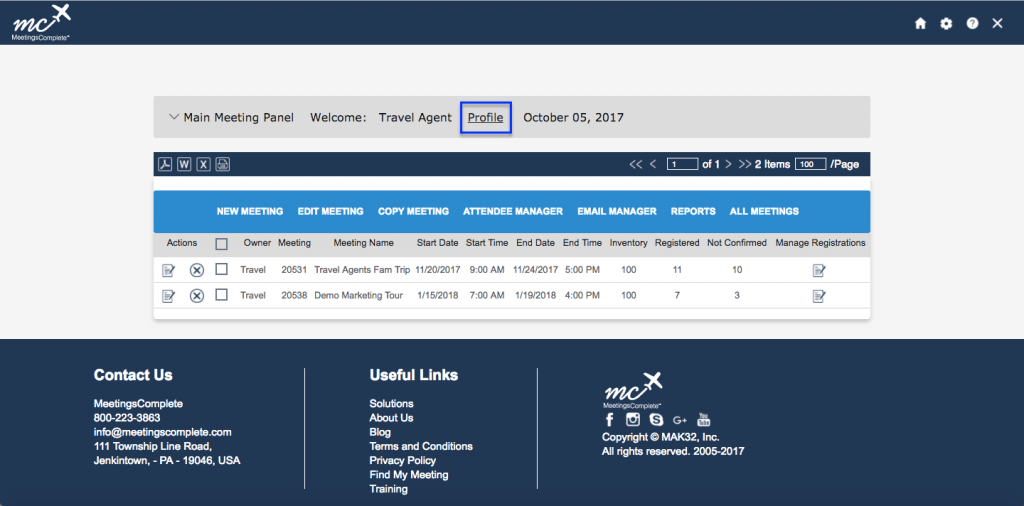 mc
MeetingsComplete™
Main Meeting Panel Welcome: Travel Agent Profile October 05, 2017
W X << < 1 of 1 > >> 2 Items 100 /Page
NEW MEETING EDIT MEETING COPY MEETING ATTENDEE MANAGER EMAIL MANAGER REPORTS ALL MEETINGS
Actions Owner Meeting Meeting Name Start Date Start Time End Date End Time Inventory Registered Not Confirmed Manage Registrations
Travel 20531 Travel Agents Fam Trip 11/20/2017 9:00 AM 11/24/2017 5:00 PM 100 11 10
Travel 20538 Demo Marketing Tour 1/15/2018 7:00 AM 1/19/2018 4:00 PM 100 7 3
Contact Us
MeetingsComplete
800-223-3863
info@meetingscomplete.com
111 Township Line Road,
Jenkintown, - PA - 19046, USA
Useful Links
Solutions
About Us
Blog
Terms and Conditions
Privacy Policy
Find My Meeting
Training
mc
MeetingsComplete™
f S G+ You Tube
Copyright © MAK32, Inc.
All rights reserved. 2005-2017